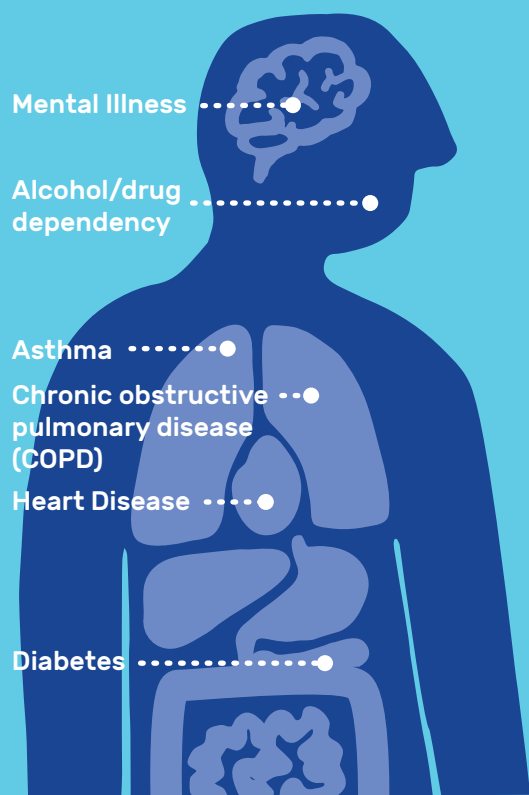 Mental Illness
Alcohol/drug
dependency
Asthma
Chronic obstructive
pulmonary disease
(COPD)
Heart Disease
Diabetes